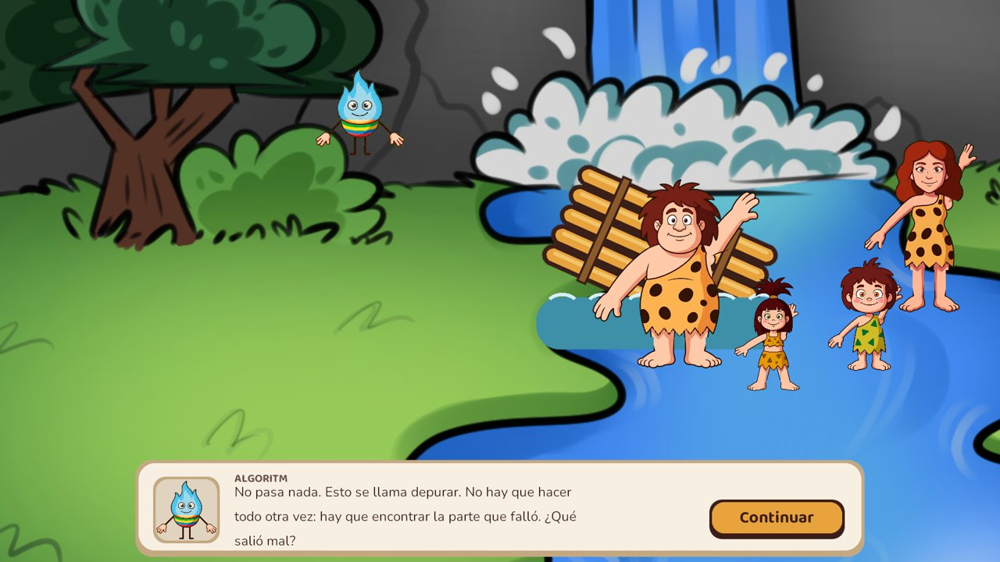 ALGORITM
No pasa nada. Esto se llama depurar. No hay que hacer
todo otra vez: hay que encontrar la parte que falló. ¿Qué
salió mal?
Continuar